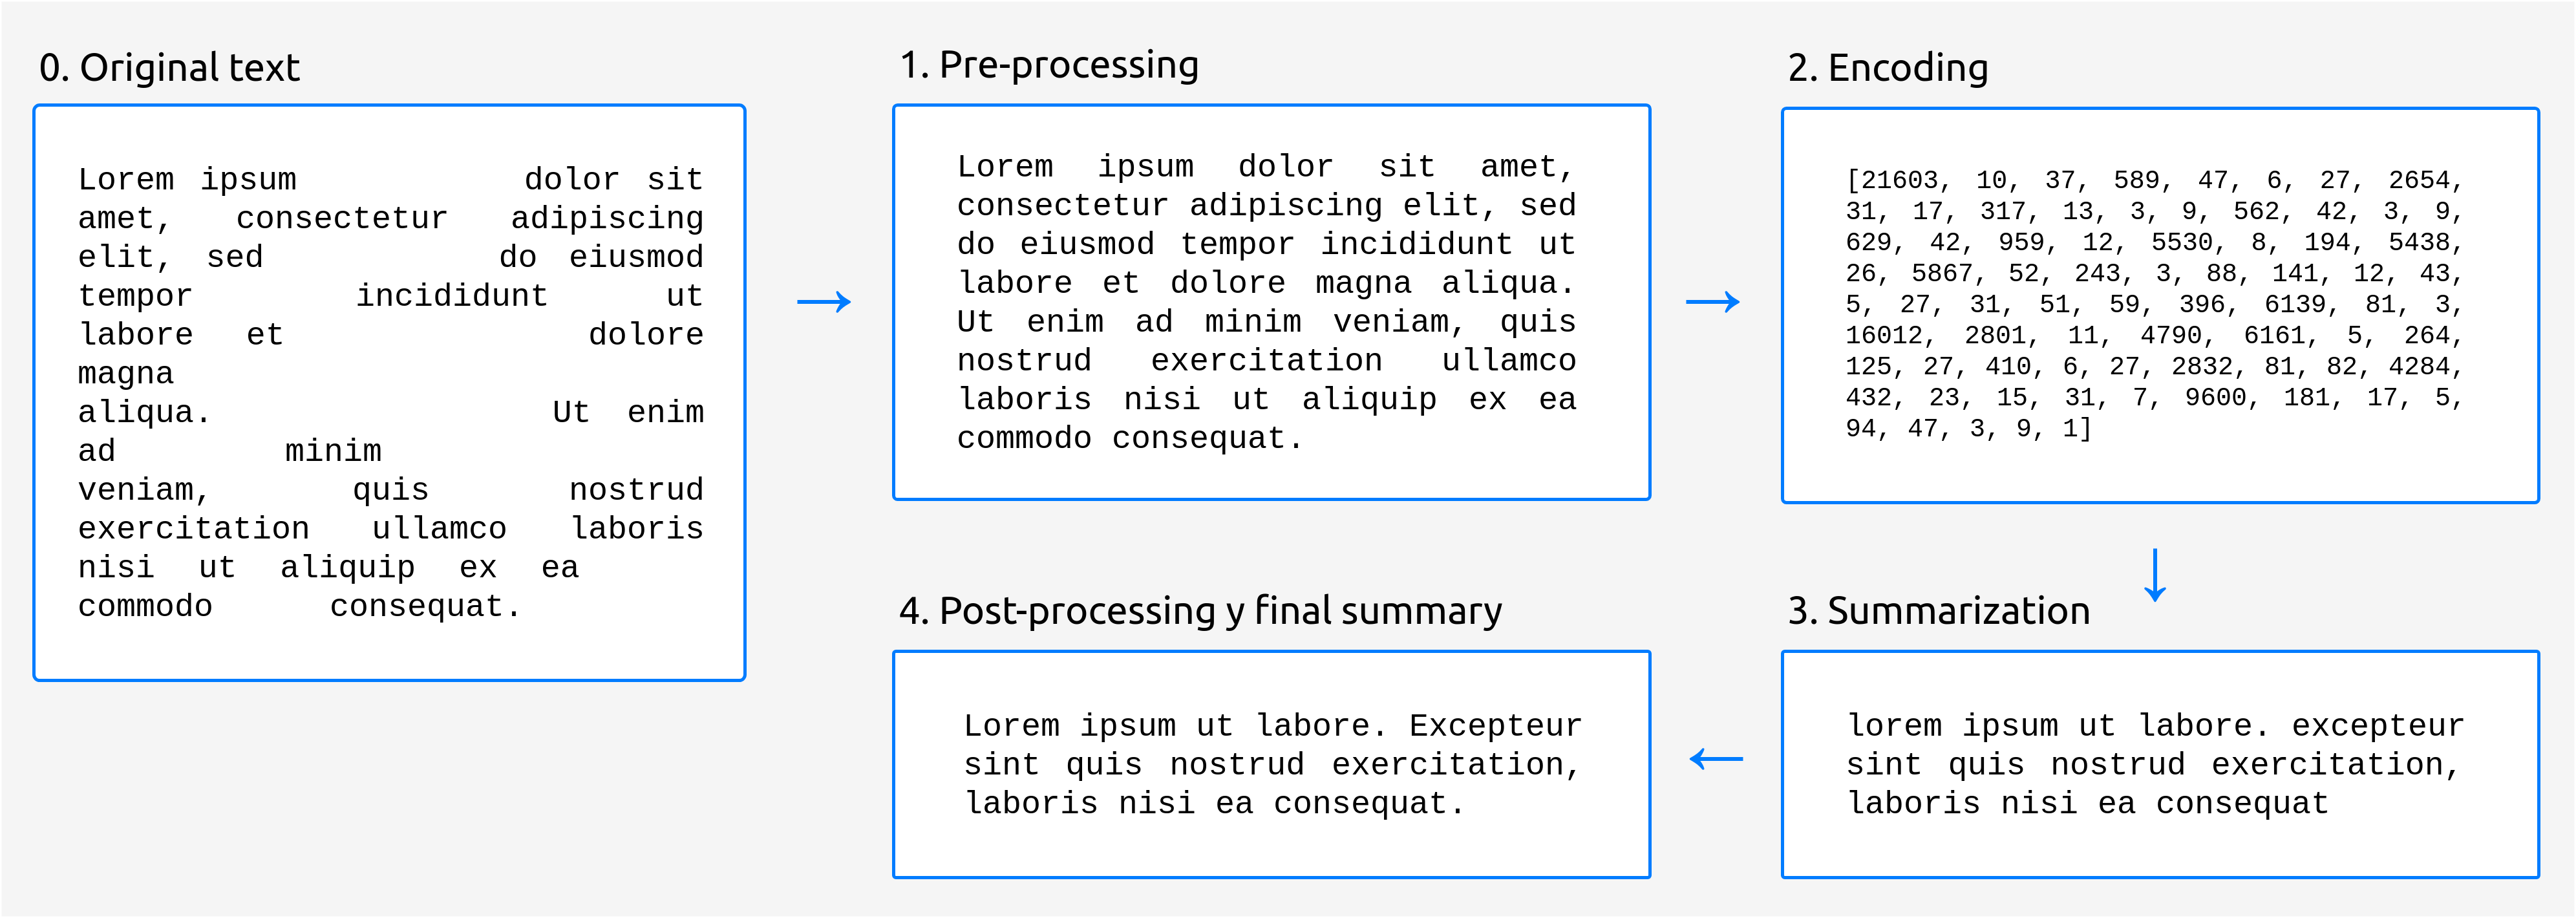 0. Original text
Lorem ipsum dolor sit
amet, consectetur adipiscing
elit, sed do eiusmod
tempor incididunt ut
labore et dolore
magna
aliqua. Ut enim
ad minim
veniam, quis nostrud
exercitation ullamco laboris
nisi ut aliquip ex ea
commodo consequat.
1. Pre-processing
Lorem ipsum dolor sit amet,
consectetur adipiscing elit, sed
do eiusmod tempor incididunt ut
labore et dolore magna aliqua.
Ut enim ad minim veniam, quis
nostrud exercitation ullamco
laboris nisi ut aliquip ex ea
commodo consequat.
2. Encoding
[21603, 10, 37, 589, 47, 6, 27, 2654,
31, 17, 317, 13, 3, 9, 562, 42, 3, 9,
629, 42, 959, 12, 5530, 8, 194, 5438,
26, 5867, 52, 243, 3, 88, 141, 12, 43,
5, 27, 31, 51, 59, 396, 6139, 81, 3,
16012, 2801, 11, 4790, 6161, 5, 264,
125, 27, 410, 6, 27, 2832, 81, 82, 4284,
432, 23, 15, 31, 7, 9600, 181, 17, 5,
94, 47, 3, 9, 1]
3. Summarization
lorem ipsum ut labore. excepteur
sint quis nostrud exercitation,
laboris nisi ea consequat
4. Post-processing y final summary
Lorem ipsum ut labore. Excepteur
sint quis nostrud exercitation,
laboris nisi ea consequat.